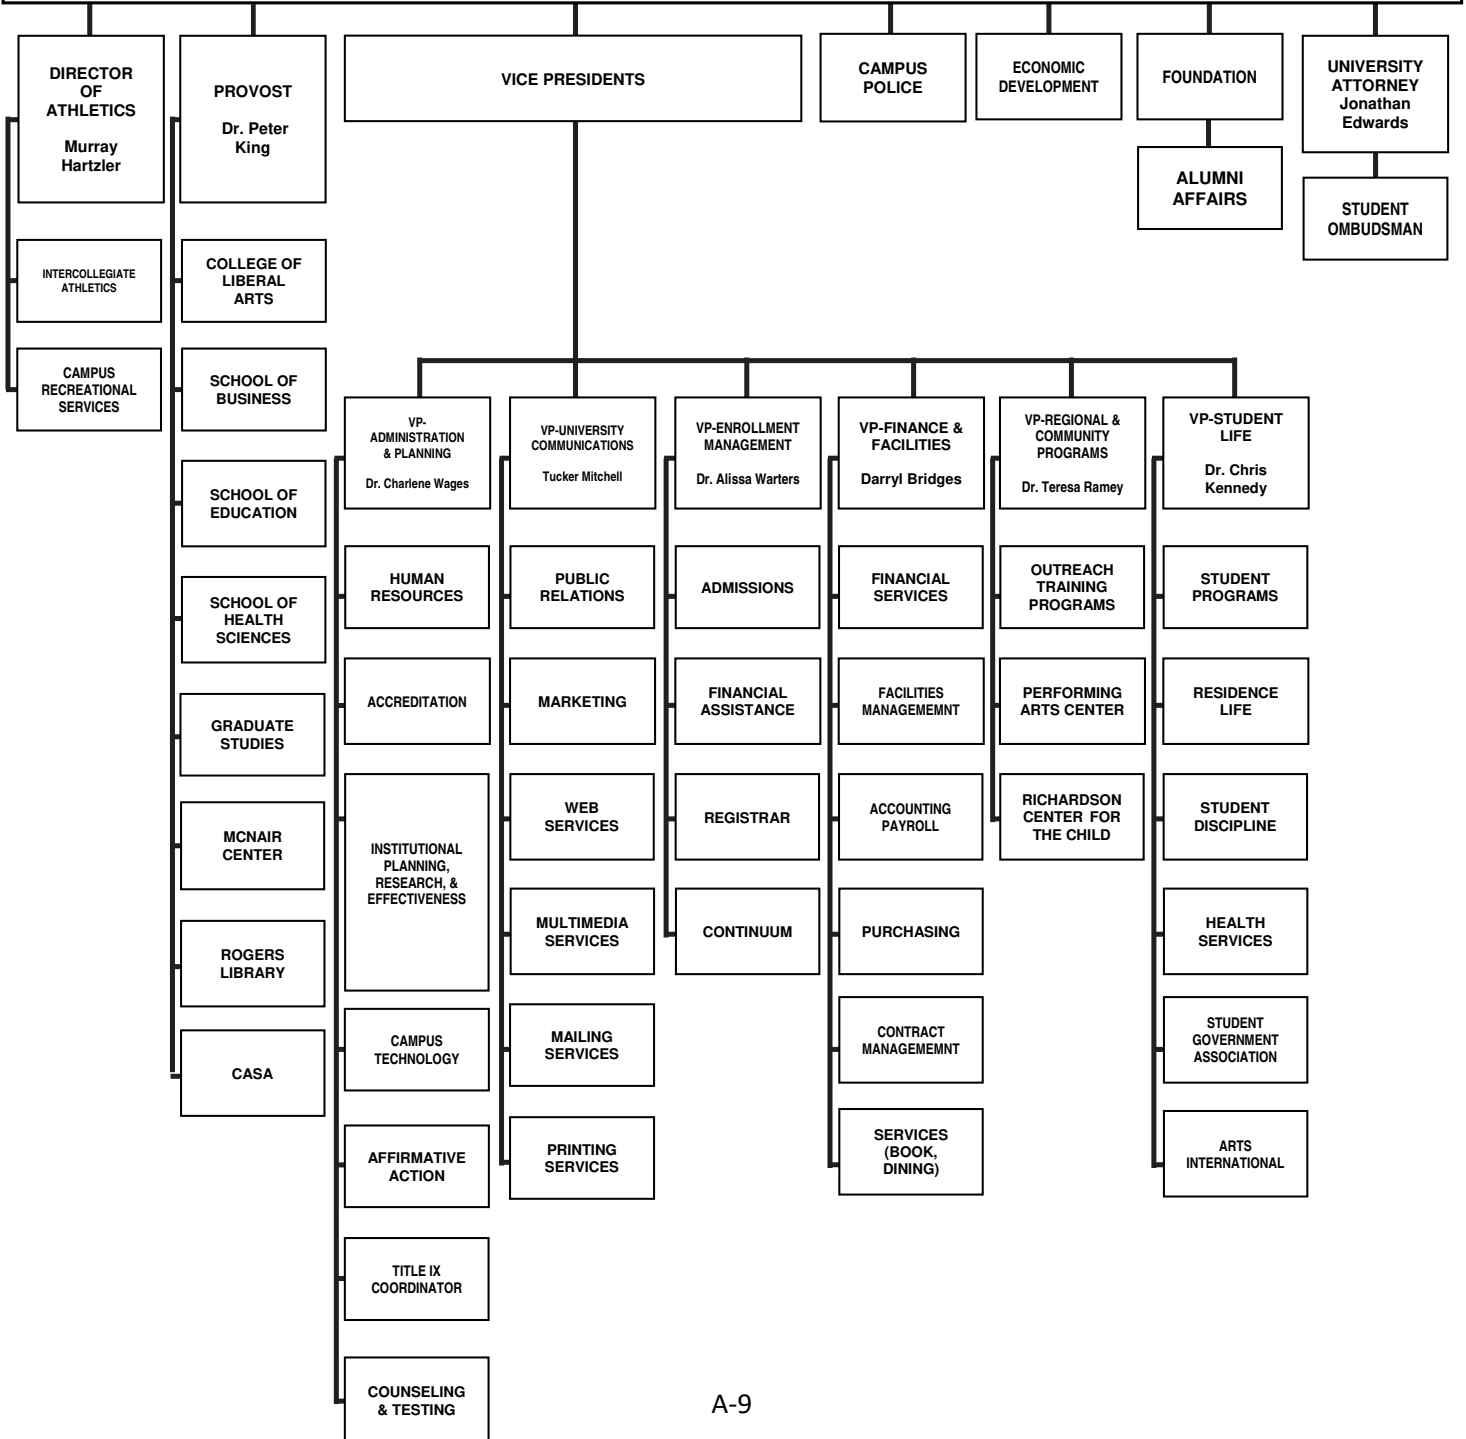 DIRECTOR
OF
ATHLETICS
Murray
Hartzler
PROVOST
Dr. Peter
King
VICE PRESIDENTS
CAMPUS
POLICE
ECONOMIC
DEVELOPMENT
FOUNDATION
UNIVERSITY
ATTORNEY
Jonathan
Edwards
ALUMNI
AFFAIRS
STUDENT
OMBUDSMAN
INTERCOLLEGIATE
ATHLETICS
CAMPUS
RECREATIONAL
SERVICES
COLLEGE OF
LIBERAL
ARTS
SCHOOL OF
BUSINESS
SCHOOL OF
EDUCATION
SCHOOL OF
HEALTH
SCIENCES
GRADUATE
STUDIES
MCNAIR
CENTER
ROGERS
LIBRARY
CASA
VP-
ADMINISTRATION
& PLANNING
Dr. Charlene Wages
HUMAN
RESOURCES
ACCREDITATION
INSTITUTIONAL
PLANNING,
RESEARCH, &
EFFECTIVENESS
CAMPUS
TECHNOLOGY
AFFIRMATIVE
ACTION
TITLE IX
COORDINATOR
COUNSELING
& TESTING
VP-UNIVERSITY
COMMUNICATIONS
Tucker Mitchell
PUBLIC
RELATIONS
MARKETING
WEB
SERVICES
MULTIMEDIA
SERVICES
MAILING
SERVICES
PRINTING
SERVICES
VP-ENROLLMENT
MANAGEMENT
Dr. Alissa Warters
ADMISSIONS
FINANCIAL
ASSISTANCE
REGISTRAR
CONTINUUM
VP-FINANCE &
FACILITIES
Darryl Bridges
FINANCIAL
SERVICES
FACILITIES
MANAGEMEMNT
ACCOUNTING
PAYROLL
PURCHASING
CONTRACT
MANAGEMEMNT
SERVICES
(BOOK,
DINING)
VP-REGIONAL &
COMMUNITY
PROGRAMS
Dr. Teresa Ramey
OUTREACH
TRAINING
PROGRAMS
PERFORMING
ARTS CENTER
RICHARDSON
CENTER FOR
THE CHILD
VP-STUDENT
LIFE
Dr. Chris
Kennedy
STUDENT
PROGRAMS
RESIDENCE
LIFE
STUDENT
DISCIPLINE
HEALTH
SERVICES
STUDENT
GOVERNMENT
ASSOCIATION
ARTS
INTERNATIONAL
A-9